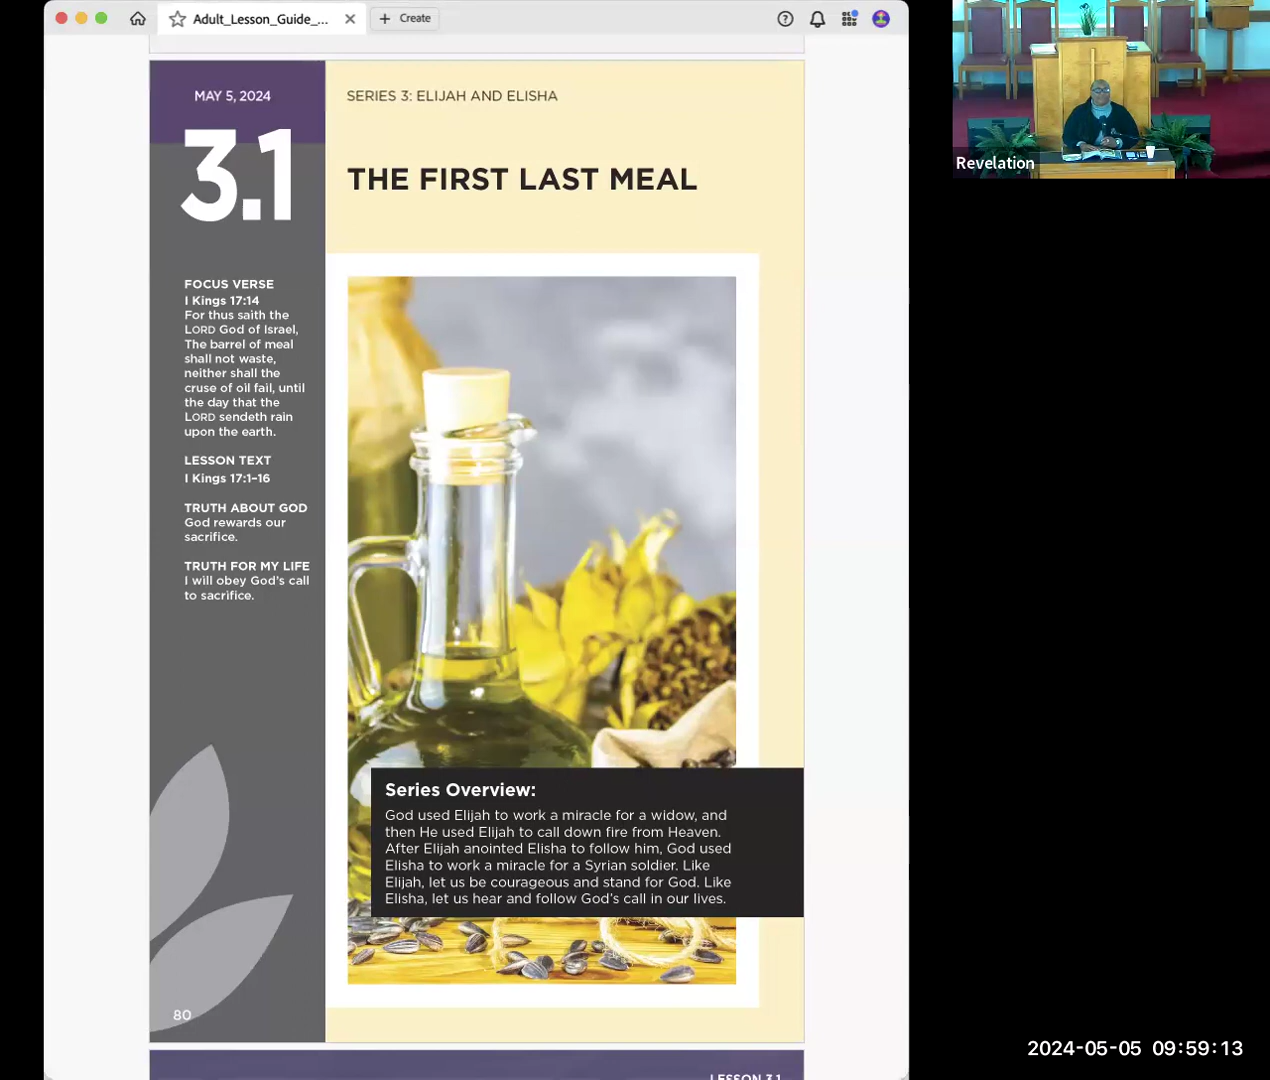 Adult_Lesson_Guide_...
Create
MAY 5, 2024
3.1
SERIES 3: ELIJAH AND ELISHA
THE FIRST LAST MEAL
FOCUS VERSE
I Kings 17:14
For thus saith the
LORD God of Israel,
The barrel of meal
shall not waste,
neither shall the
cruse of oil fail, until
the day that the
LORD sendeth rain
upon the earth.
LESSON TEXT
I Kings 17:1–16
TRUTH ABOUT GOD
God rewards our
sacrifice.
TRUTH FOR MY LIFE
I will obey God's call
to sacrifice.
Series Overview:
God used Elijah to work a miracle for a widow, and
then He used Elijah to call down fire from Heaven.
After Elijah anointed Elisha to follow him, God used
Elisha to work a miracle for a Syrian soldier. Like
Elijah, let us be courageous and stand for God. Like
Elisha, let us hear and follow God's call in our lives.
80
LESSON 3.1
Revelation
2024-05-05 09:59:13